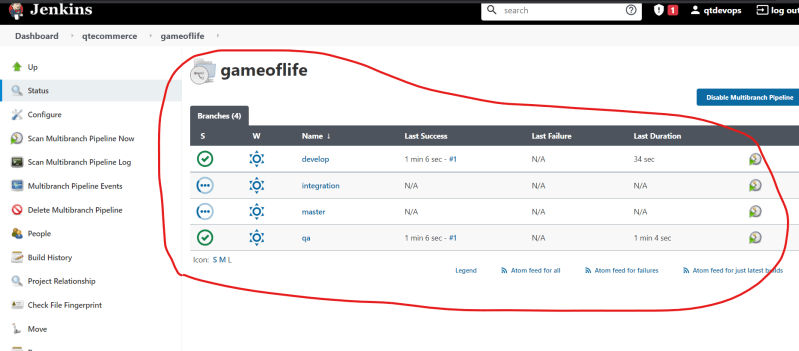 Jenkins
search
1
qtdevops
log out
Dashboard
qtecommerce
gameoflife
Up
Status
Configure
Scan Multibranch Pipeline Now
Scan Multibranch Pipeline Log
Multibranch Pipeline Events
Delete Multibranch Pipeline
People
Build History
Project Relationship
Check File Fingerprint
Move
gameoflife
Disable Multibranch Pipeline
Branches (4)
S W Name ↓ Last Success Last Failure Last Duration
develop 1 min 6 sec - #1 N/A 34 sec
integration N/A N/A N/A
master N/A N/A N/A
qa 1 min 6 sec - #1 N/A 1 min 4 sec
Icon: S M L
Legend Atom feed for all Atom feed for failures Atom feed for just latest builds